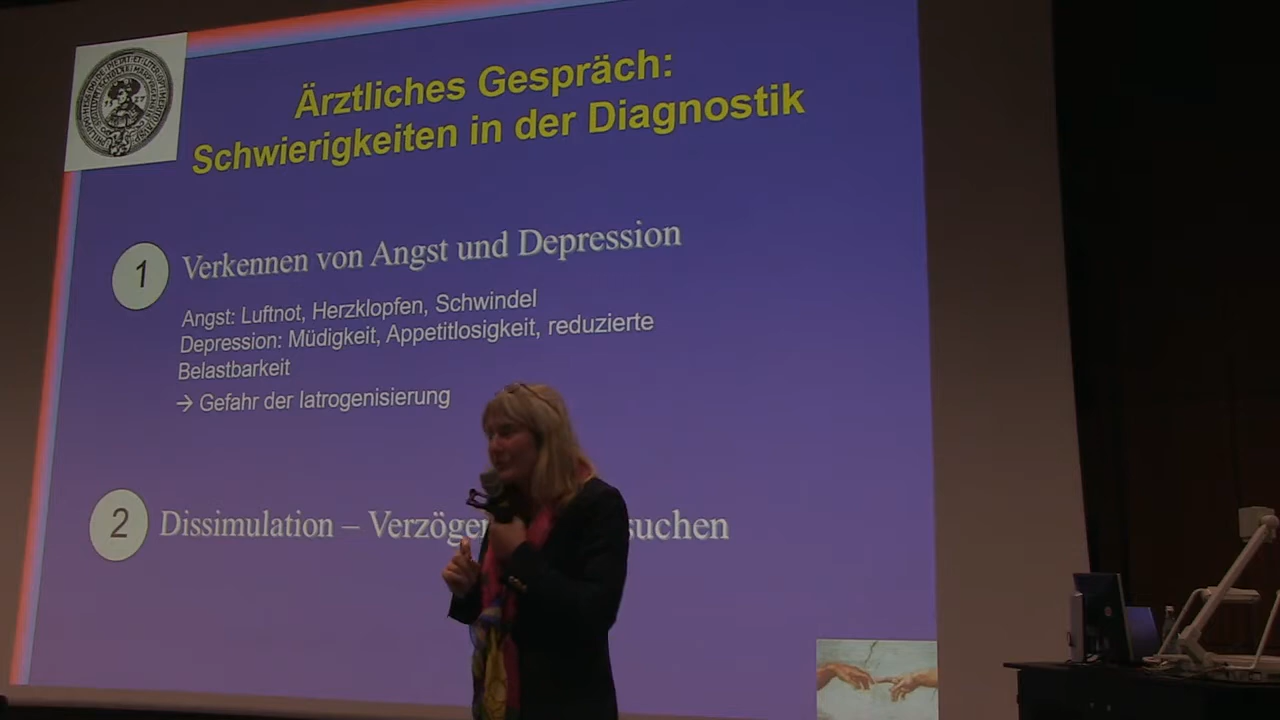 Ärztliches Gespräch:
Schwierigkeiten in der Diagnostik
1 Verkennen von Angst und Depression
Angst: Luftnot, Herzklopfen, Schwindel
Depression: Müdigkeit, Appetitlosigkeit, reduzierte
Belastbarkeit
→ Gefahr der Iatrogenisierung
2 Dissimulation – suchen